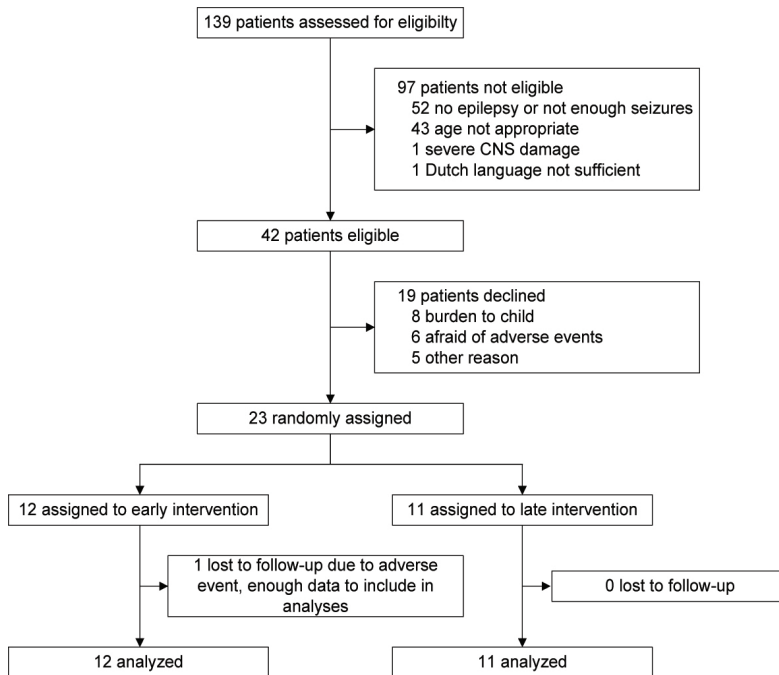 139 patients assessed for eligibilty
97 patients not eligible
52 no epilepsy or not enough seizures
43 age not appropriate
1 severe CNS damage
1 Dutch language not sufficient
42 patients eligible
19 patients declined
8 burden to child
6 afraid of adverse events
5 other reason
23 randomly assigned
12 assigned to early intervention
11 assigned to late intervention
1 lost to follow-up due to adverse
event, enough data to include in
analyses
0 lost to follow-up
12 analyzed
11 analyzed